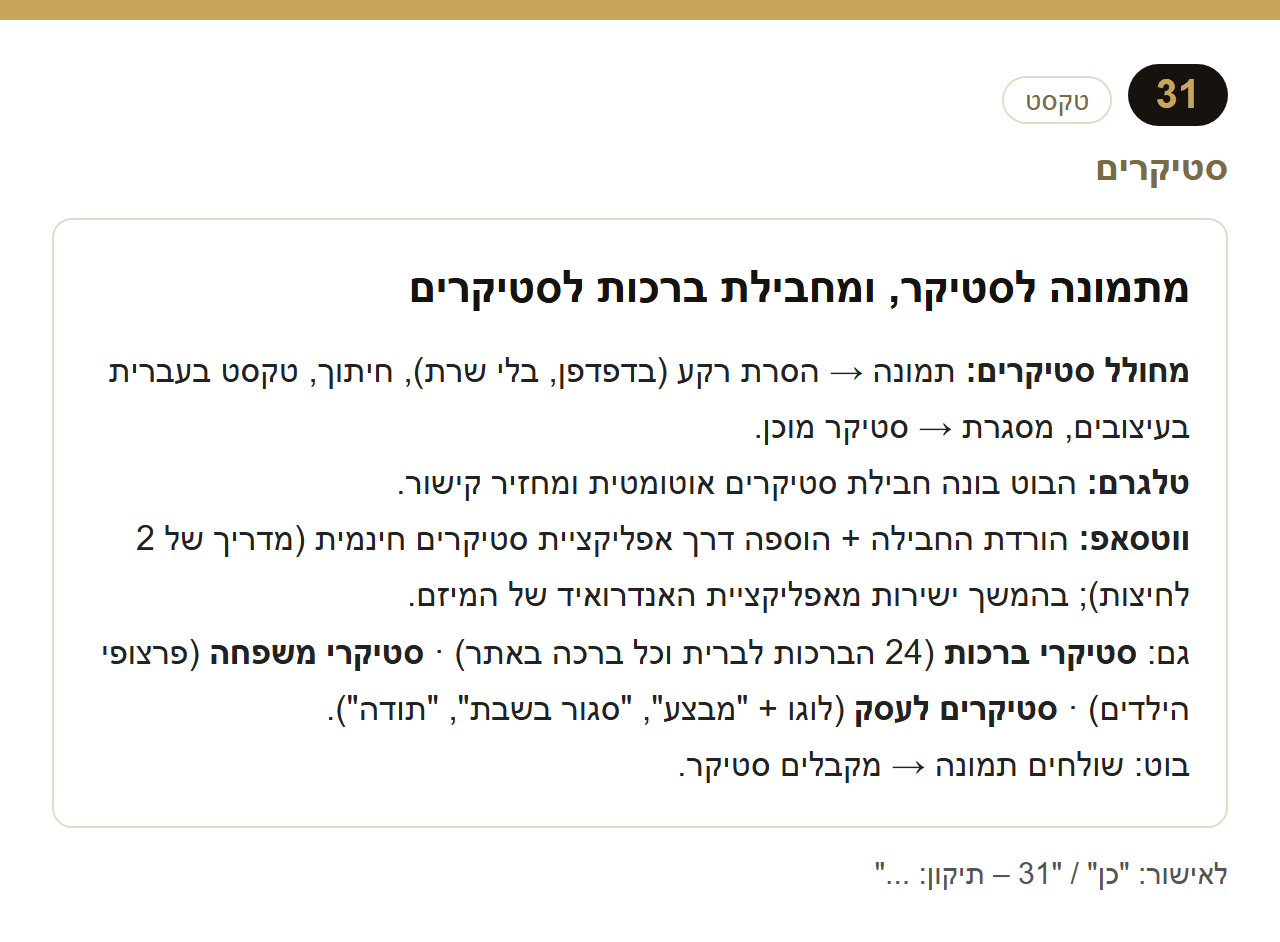 31
טקסט
סטיקרים
מתמונה לסטיקר, ומחבילת ברכות לסטיקרים
מחולל סטיקרים: תמונה ← הסרת רקע (בדפדפן, בלי שרת), חיתוך, טקסט בעברית
בעיצובים, מסגרת ← סטיקר מוכן.
טלגרם: הבוט בונה חבילת סטיקרים אוטומטית ומחזיר קישור.
ווטסאפ: הורדת החבילה + הוספה דרך אפליקציית סטיקרים חינמית (מדריך של 2
לחיצות); בהמשך ישירות מאפליקציית האנדרואיד של המיזם.
גם: סטיקרי ברכות (24 הברכות לברית וכל ברכה באתר) · סטיקרי משפחה (פרצופי
הילדים) · סטיקרים לעסק (לוגו + "מבצע", "סגור בשבת", "תודה").
בוט: שולחים תמונה ← מקבלים סטיקר.
לאישור: "כן" / "31 – תיקון: ..."